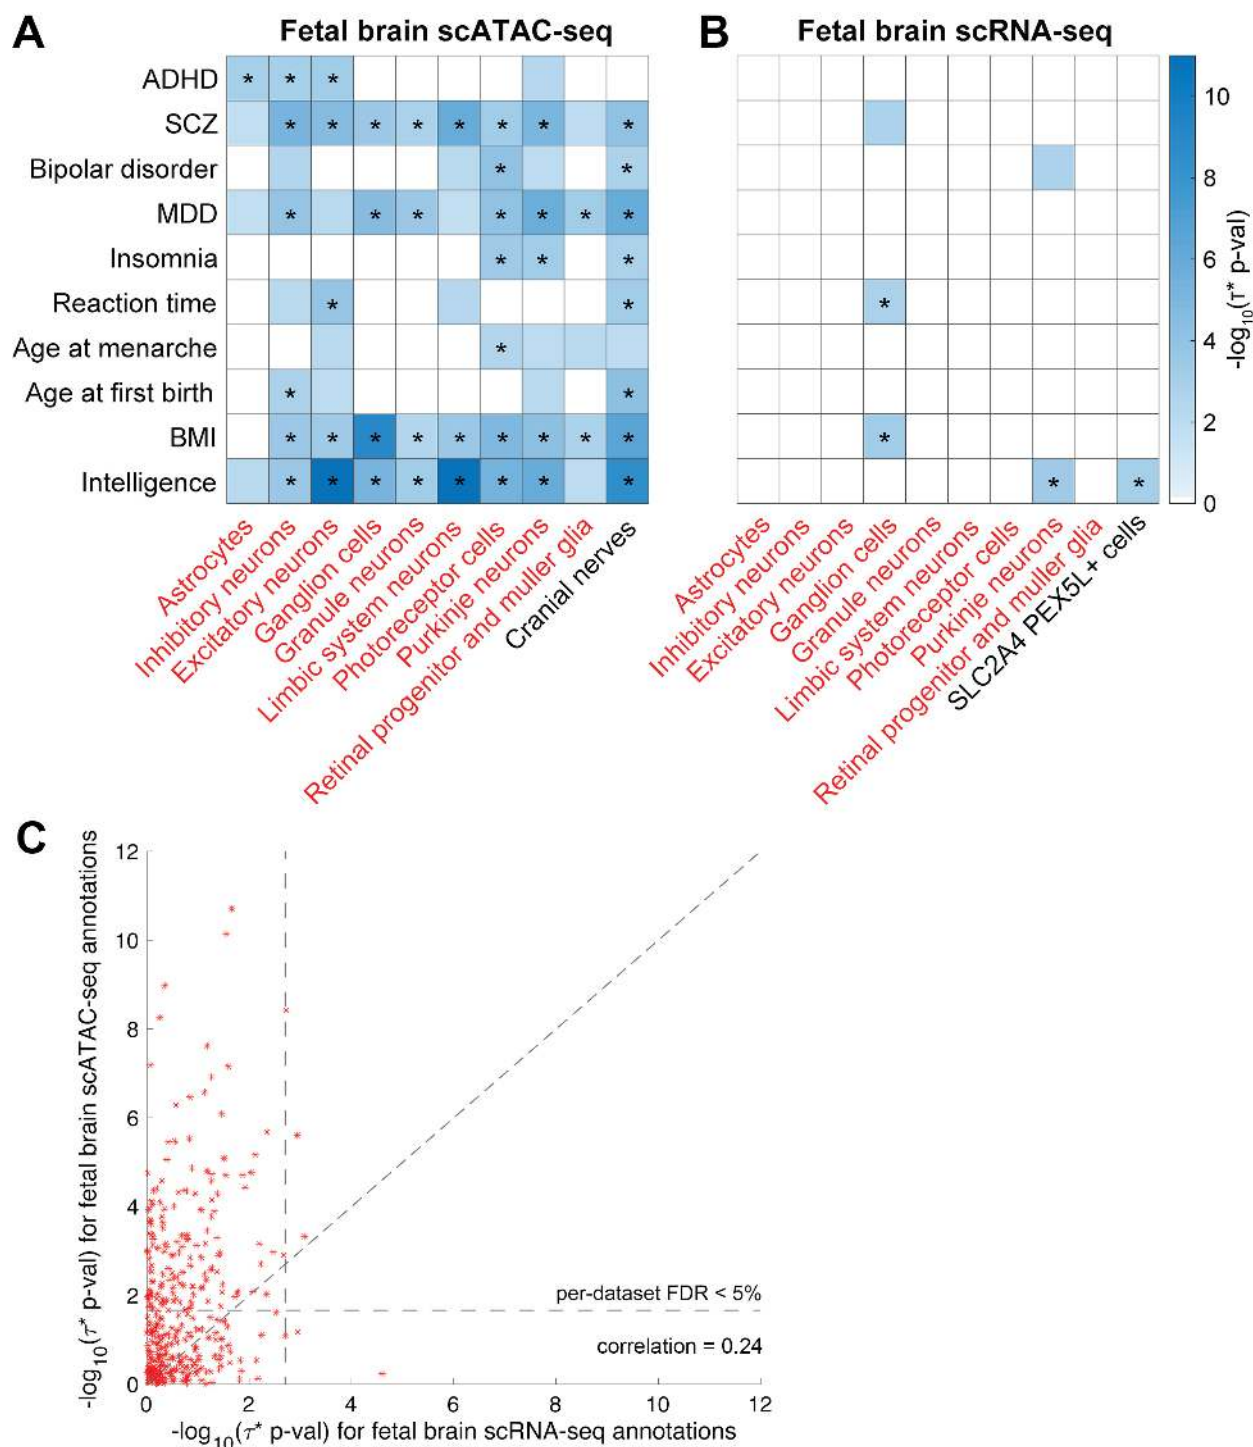 A
Fetal brain scATAC-seq
B
Fetal brain scRNA-seq
ADHD
SCZ
Bipolar disorder
MDD
Insomnia
Reaction time
Age at menarche
Age at first birth
BMI
Intelligence
* * *
* * * * * * * *
* *
* * * * * * *
* * *
* *
*
* *
* * * * * * * * *
* * * * * * * *
*
*
* *
10
8
6
4
2
0
-log10(τ* p-val)
Astrocytes
Inhibitory neurons
Excitatory neurons
Ganglion cells
Granule neurons
Limbic system neurons
Photoreceptor cells
Purkinje neurons
Retinal progenitor and muller glia
Cranial nerves
Astrocytes
Inhibitory neurons
Excitatory neurons
Ganglion cells
Granule neurons
Limbic system neurons
Photoreceptor cells
Purkinje neurons
Retinal progenitor and muller glia
SLC2A4 PEX5L+ cells
C
-log10(τ* p-val) for fetal brain scATAC-seq annotations
12
10
8
6
4
2
0
per-dataset FDR < 5%
correlation = 0.24
0 2 4 6 8 10 12
-log10(τ* p-val) for fetal brain scRNA-seq annotations